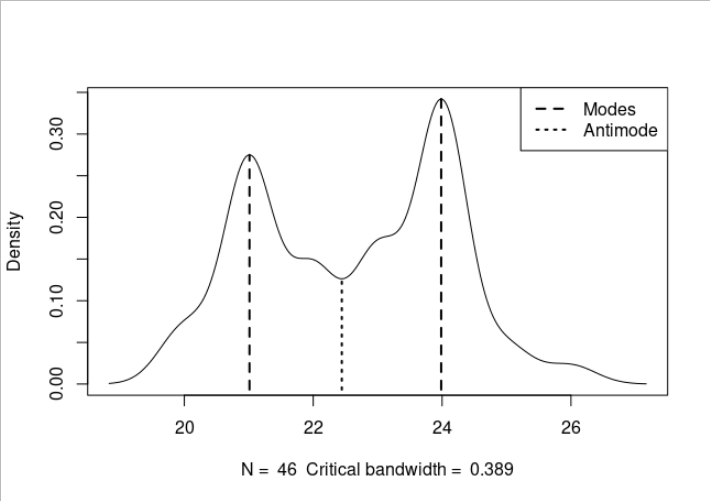 Modes
Antimode
Density
0.00
0.10
0.20
0.30
20
22
24
26
N = 46 Critical bandwidth = 0.389